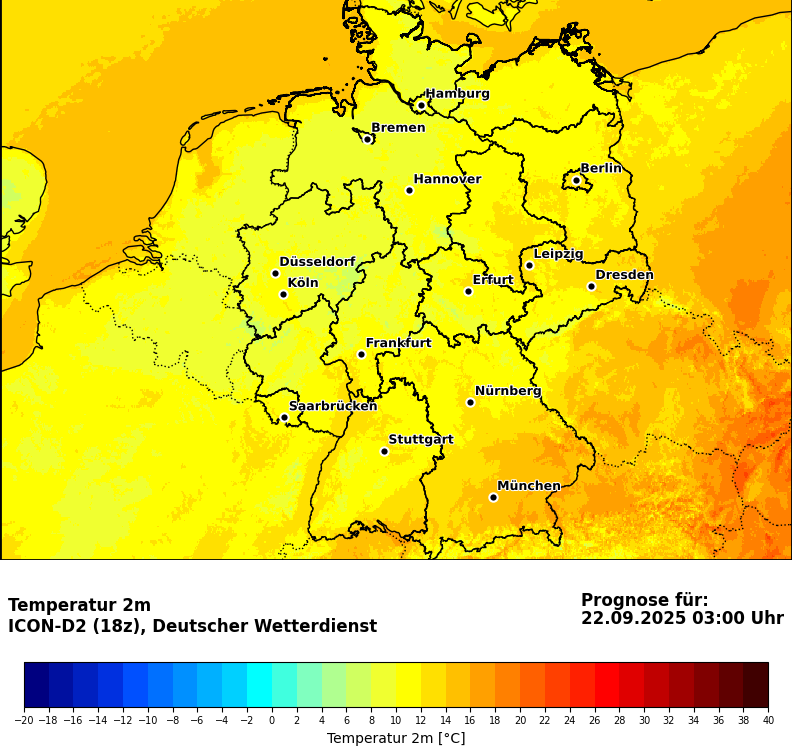 Hamburg
Bremen
Berlin
Hannover
Leipzig
Düsseldorf
Dresden
Köln
Erfurt
Frankfurt
Nürnberg
Saarbrücken
Stuttgart
München
Temperatur 2m
ICON-D2 (18z), Deutscher Wetterdienst
Prognose für:
22.09.2025 03:00 Uhr
−20 −18 −16 −14 −12 −10 −8 −6 −4 −2 0 2 4 6 8 10 12 14 16 18 20 22 24 26 28 30 32 34 36 38 40
Temperatur 2m [°C]